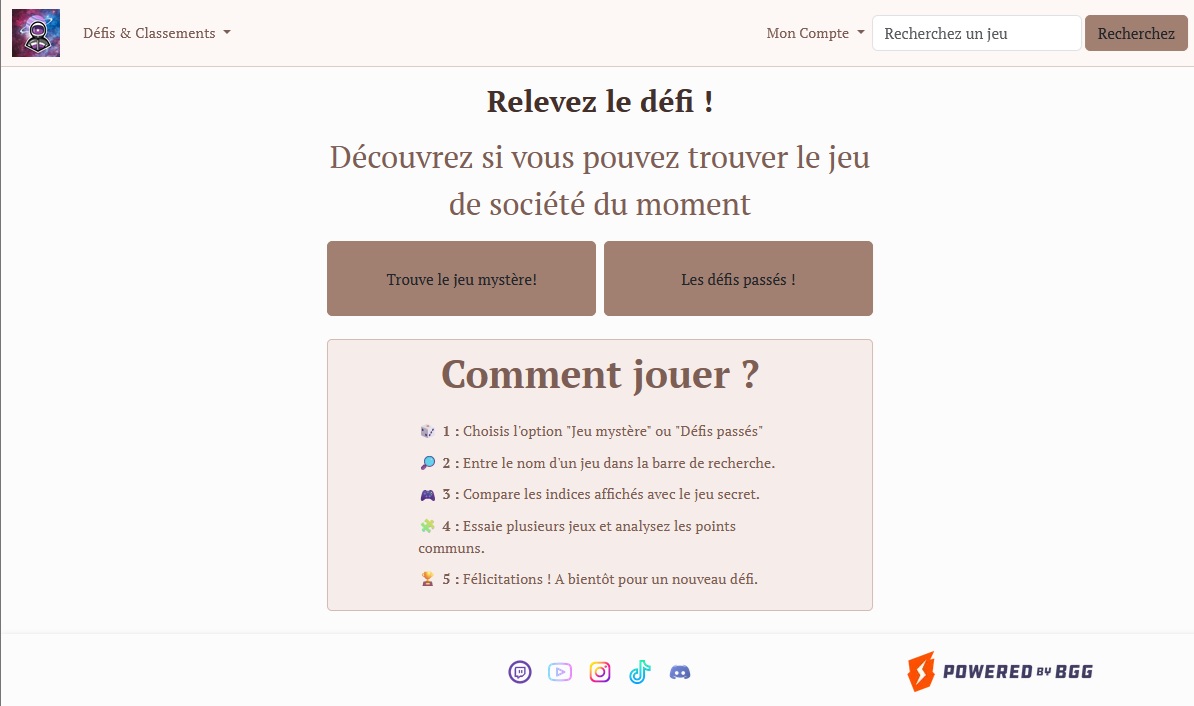 Défis & Classements
Mon Compte
Recherchez un jeu
Recherchez
Relevez le défi !
Découvrez si vous pouvez trouver le jeu
de société du moment
Trouve le jeu mystère!
Les défis passés !
Comment jouer ?
1 : Choisis l'option "Jeu mystère" ou "Défis passés"
2 : Entre le nom d'un jeu dans la barre de recherche.
3 : Compare les indices affichés avec le jeu secret.
4 : Essaie plusieurs jeux et analysez les points
communs.
5 : Félicitations ! A bientôt pour un nouveau défi.
POWERED BY BGG